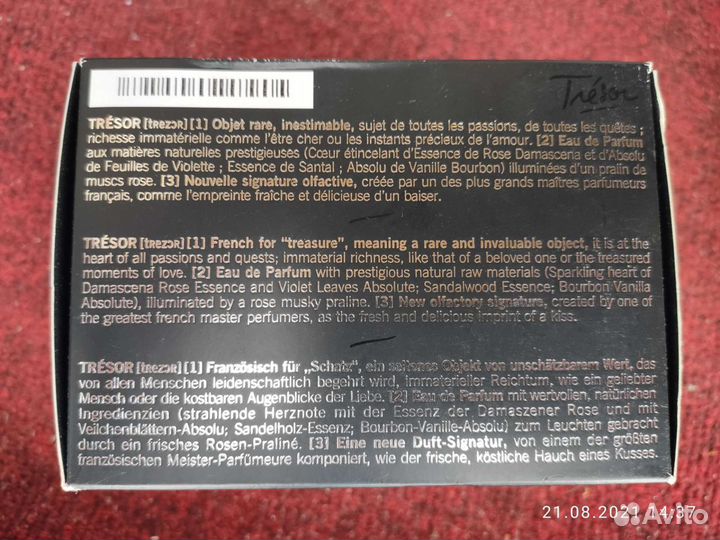 Trésor
TRÉSOR [tʀezɔʀ] [1] Objet rare, inestimable, sujet de toutes les passions, de toutes les quêtes ;
richesse immatérielle comme l'être cher ou les instants précieux de l'amour. [2] Eau de Parfum
aux matières naturelles prestigieuses (Cœur étincelant d'Essence de Rose Damascena et d'Absolu
de Feuilles de Violette ; Essence de Santal ; Absolu de Vanille Bourbon) illuminées d'un pralin de
muscs rose. [3] Nouvelle signature olfactive, créée par un des plus grands maîtres parfumeurs
français, comme l'empreinte fraîche et délicieuse d'un baiser.
TRÉSOR [tʀezɔʀ] [1] French for "treasure", meaning a rare and invaluable object, it is at the
heart of all passions and quests; immaterial richness, like that of a beloved one or the treasured
moments of love. [2] Eau de Parfum with prestigious natural raw materials (Sparkling heart of
Damascena Rose Essence and Violet Leaves Absolute; Sandalwood Essence; Bourbon Vanilla
Absolute), illuminated by a rose musky praline. [3] New olfactory signature, created by one of
the greatest french master perfumers, as the fresh and delicious imprint of a kiss.
TRÉSOR [tʀezɔʀ] [1] Französisch für „Schatz", ein seltenes Objekt von unschätzbarem Wert, das
von allen Menschen leidenschaftlich begehrt wird, immaterieller Reichtum, wie ein geliebter
Mensch oder die kostbaren Augenblicke der Liebe. [2] Eau de Parfum mit wertvollen, natürlichen
Ingredienzien (strahlende Herznote mit der Essenz der Damaszener Rose und mit
Veilchenblättern-Absolu; Sandelholz-Essenz; Bourbon-Vanille-Absolu) zum Leuchten gebracht
durch ein frisches Rosen-Praliné. [3] Eine neue Duft-Signatur, von einem der größten
französischen Meister-Parfümeure komponiert, wie der frische, köstliche Hauch eines Kusses.
21.08.2021 14:37
Avito